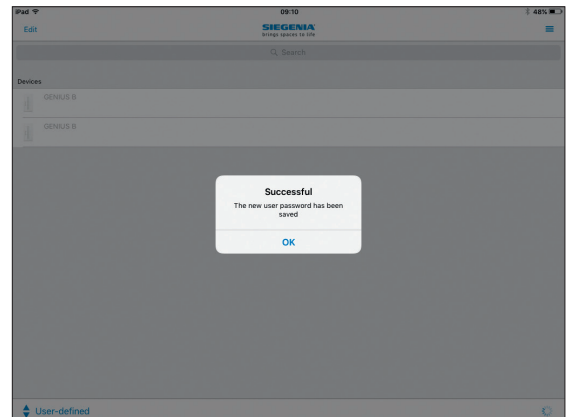 iPad 09:10 48%
Edit SIEGENIA
brings spaces to life
Search
Devices
GENIUS B
GENIUS B
Successful
The new user password has been
saved
OK
User-defined